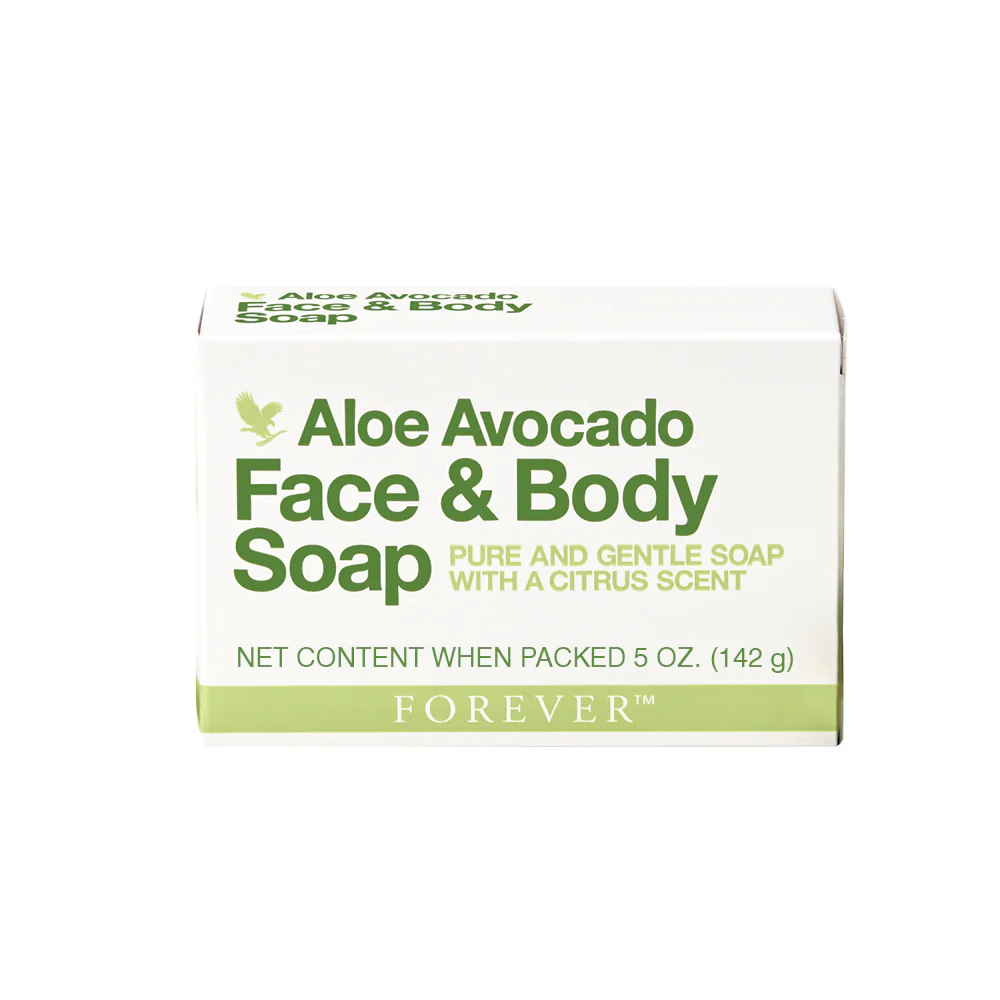 Aloe Avocado
Face & Body
Soap
Aloe Avocado
Face & Body
Soap
PURE AND GENTLE SOAP
WITH A CITRUS SCENT
NET CONTENT WHEN PACKED 5 OZ. (142 g)
FOREVER™